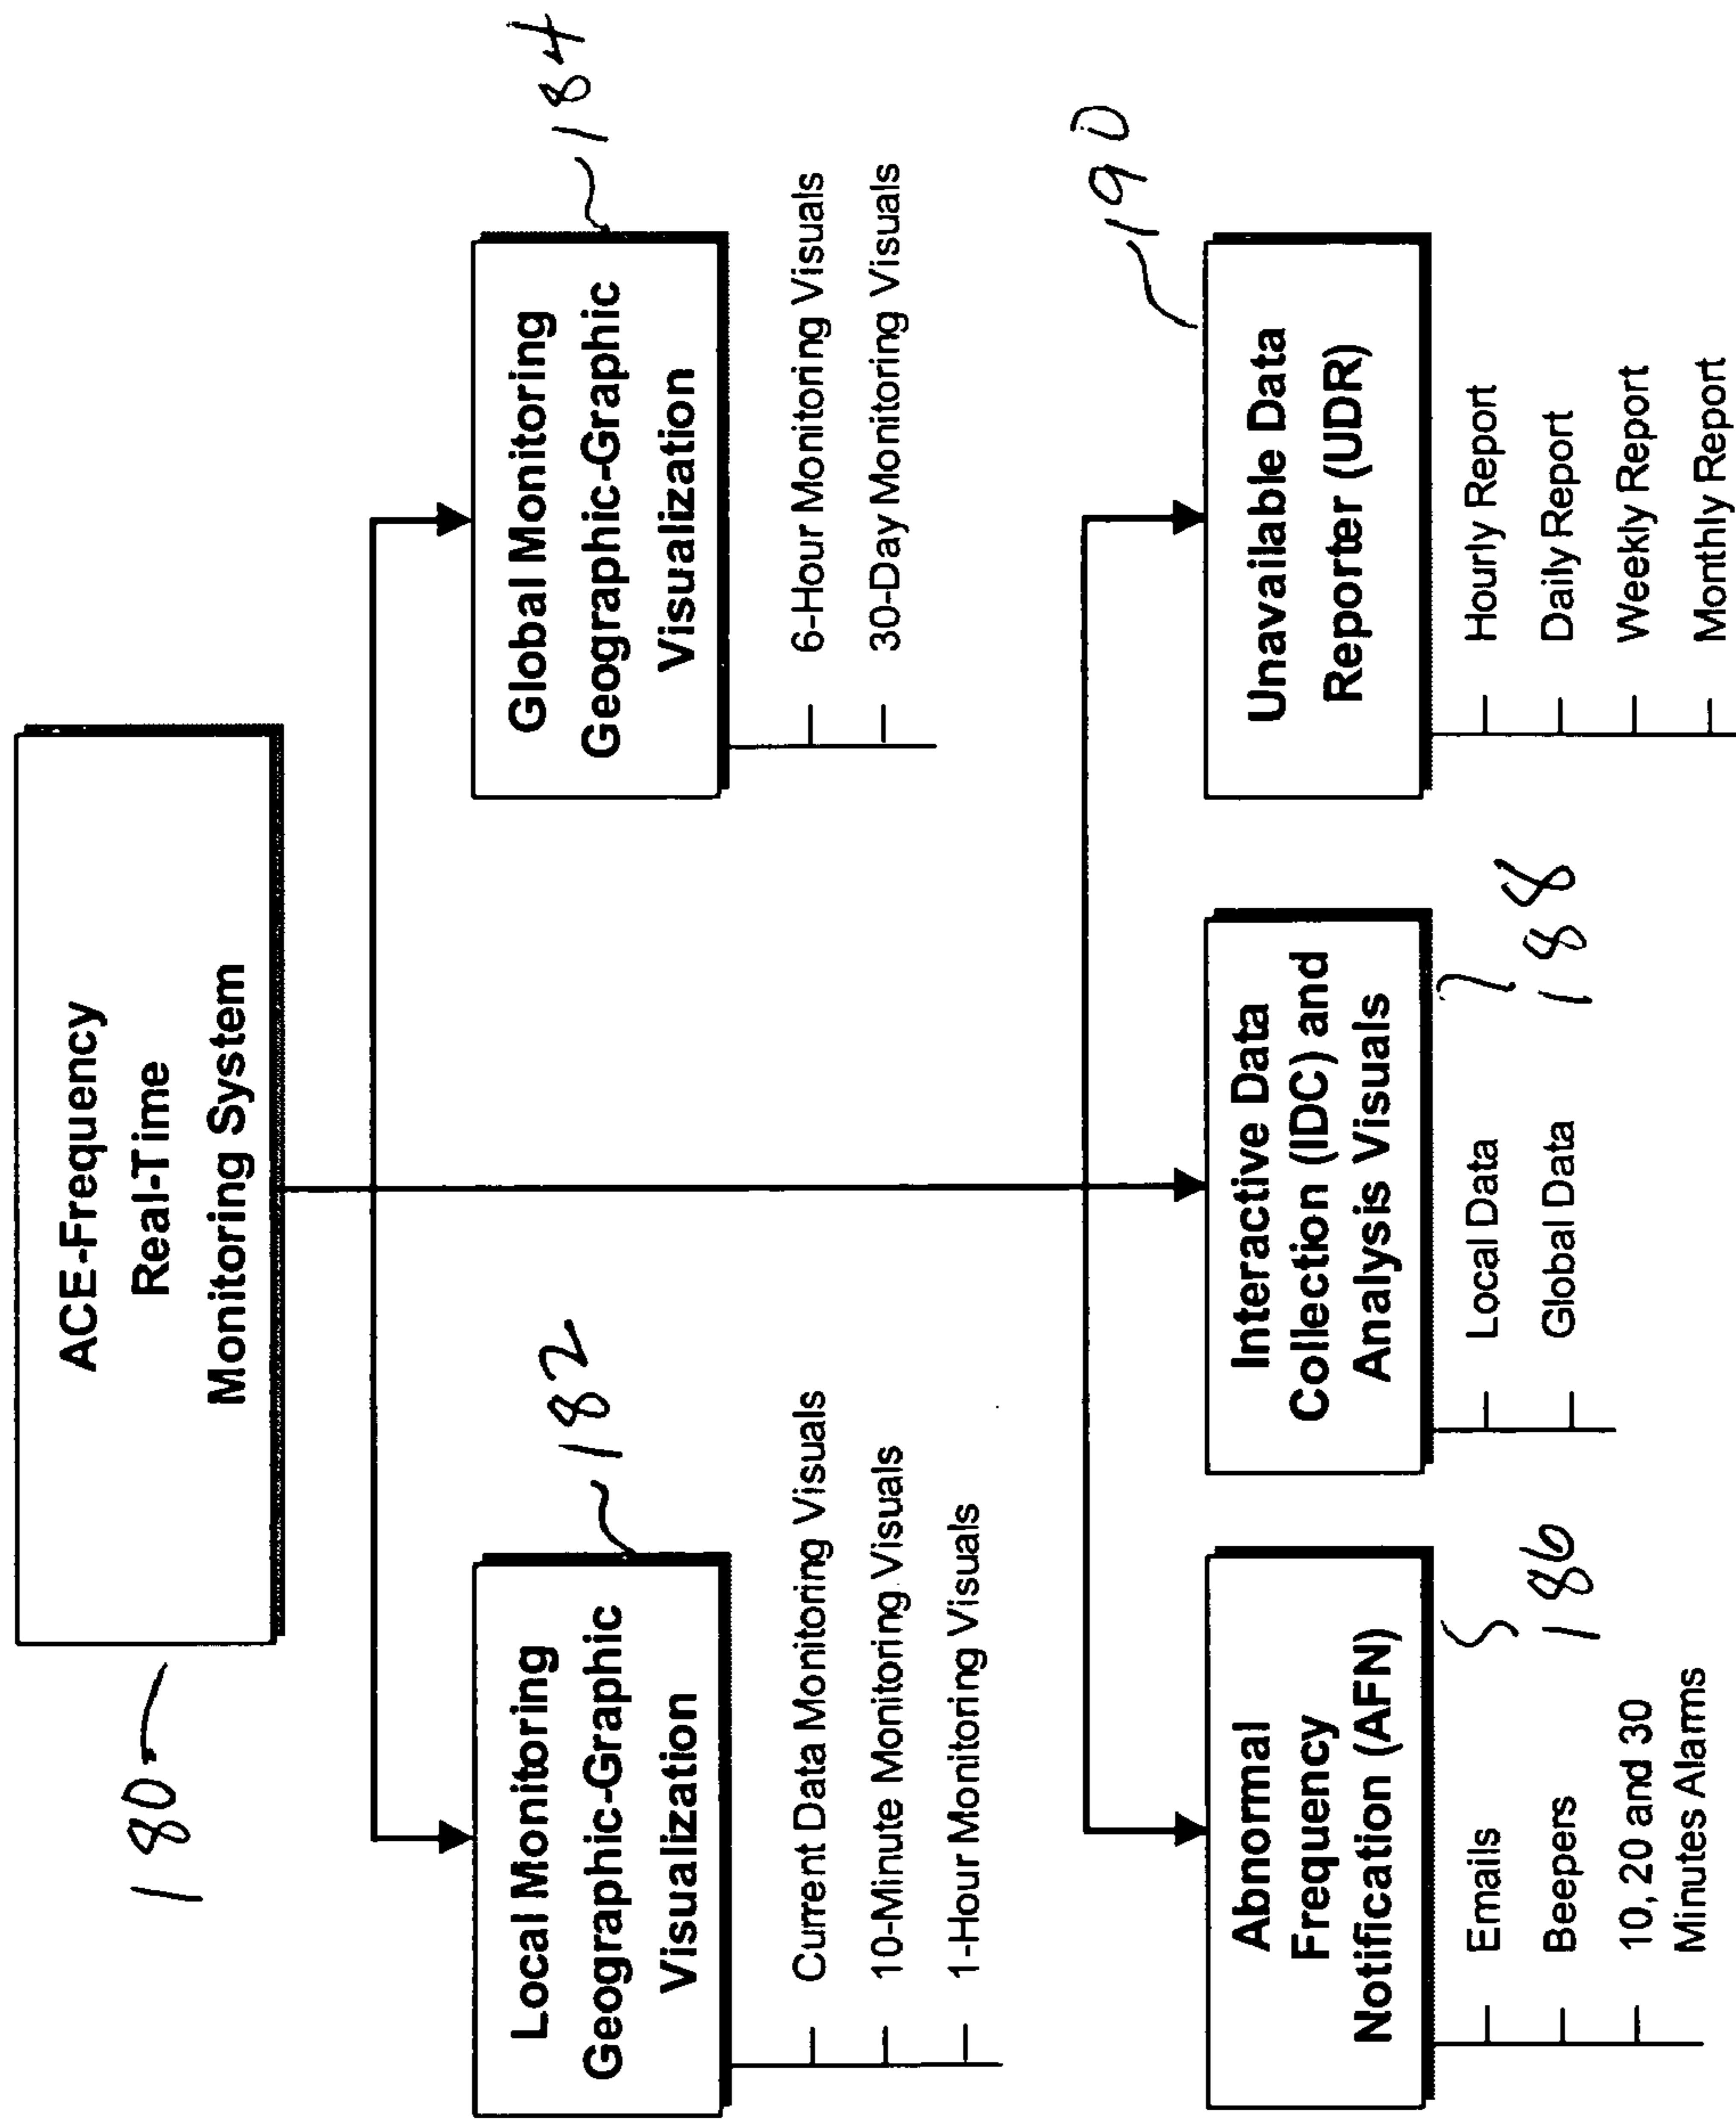 180
ACE-Frequency
Real-Time
Monitoring System
182
Local Monitoring
Geographic-Graphic
Visualization
Current Data Monitoring Visuals
10-Minute Monitoring Visuals
1-Hour Monitoring Visuals
184
Global Monitoring
Geographic-Graphic
Visualization
6-Hour Monitoring Visuals
30-Day Monitoring Visuals
Abnormal
Frequency
Notification (AFN)
186
Emails
Beepers
10, 20 and 30
Minutes Alarms
Interactive Data
Collection (IDC) and
Analysis Visuals
188
Local Data
Global Data
190
Unavailable Data
Reporter (UDR)
Hourly Report
Daily Report
Weekly Report
Monthly Report